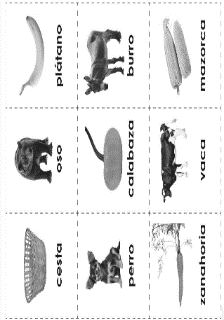 plátano
burro
mazorca
oso
calabaza
vaca
cesta
perro
zanahoria